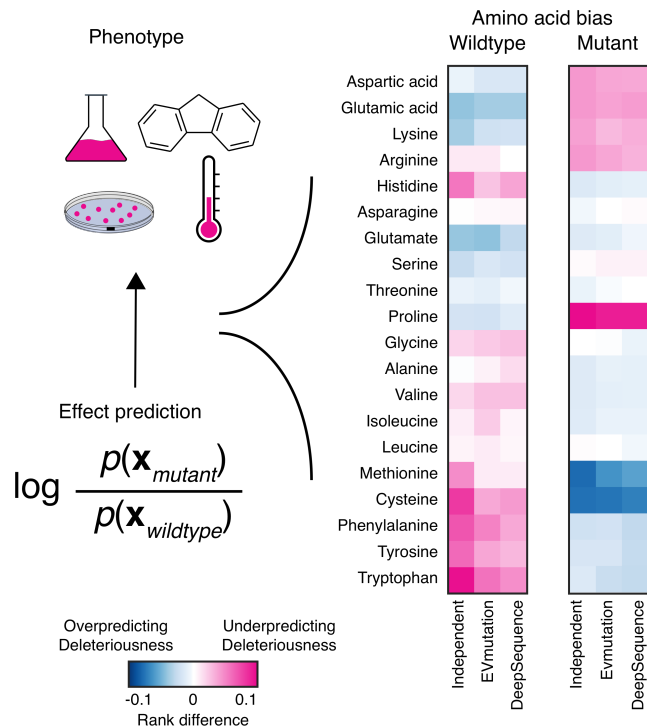 Phenotype
Effect prediction
log p(x mutant) / p(x wildtype)
Amino acid bias
Wildtype Mutant
Aspartic acid
Glutamic acid
Lysine
Arginine
Histidine
Asparagine
Glutamate
Serine
Threonine
Proline
Glycine
Alanine
Valine
Isoleucine
Leucine
Methionine
Cysteine
Phenylalanine
Tyrosine
Tryptophan
Independent
EVmutation
DeepSequence
Independent
Evmutation
DeepSequence
Overpredicting Underpredicting
Deleteriousness Deleteriousness
-0.1 0 0.1
Rank difference